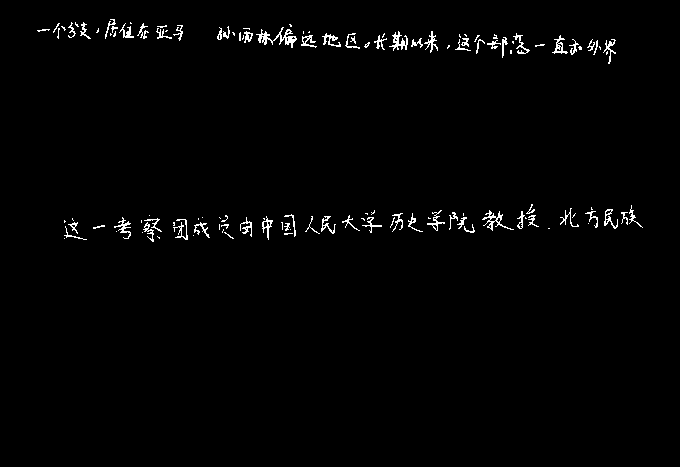 一个分支，居住在亚马孙雨林偏远地区。长期以来，这个部落一直和外界
这一考察团成员由中国人民大学历史学院教授、北方民族